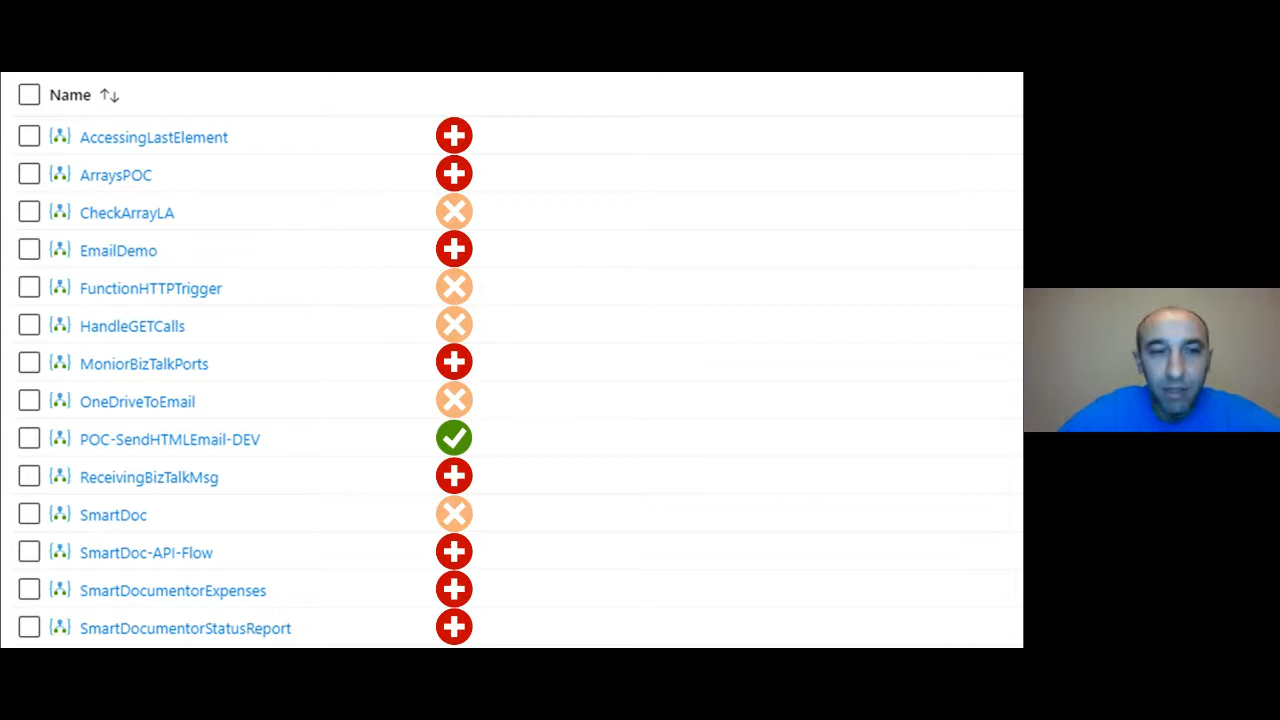 Name
AccessingLastElement
ArraysPOC
CheckArrayLA
EmailDemo
FunctionHTTPTrigger
HandleGETCalls
MoniorBizTalkPorts
OneDriveToEmail
POC-SendHTMLEmail-DEV
ReceivingBizTalkMsg
SmartDoc
SmartDoc-API-Flow
SmartDocumentorExpenses
SmartDocumentorStatusReport